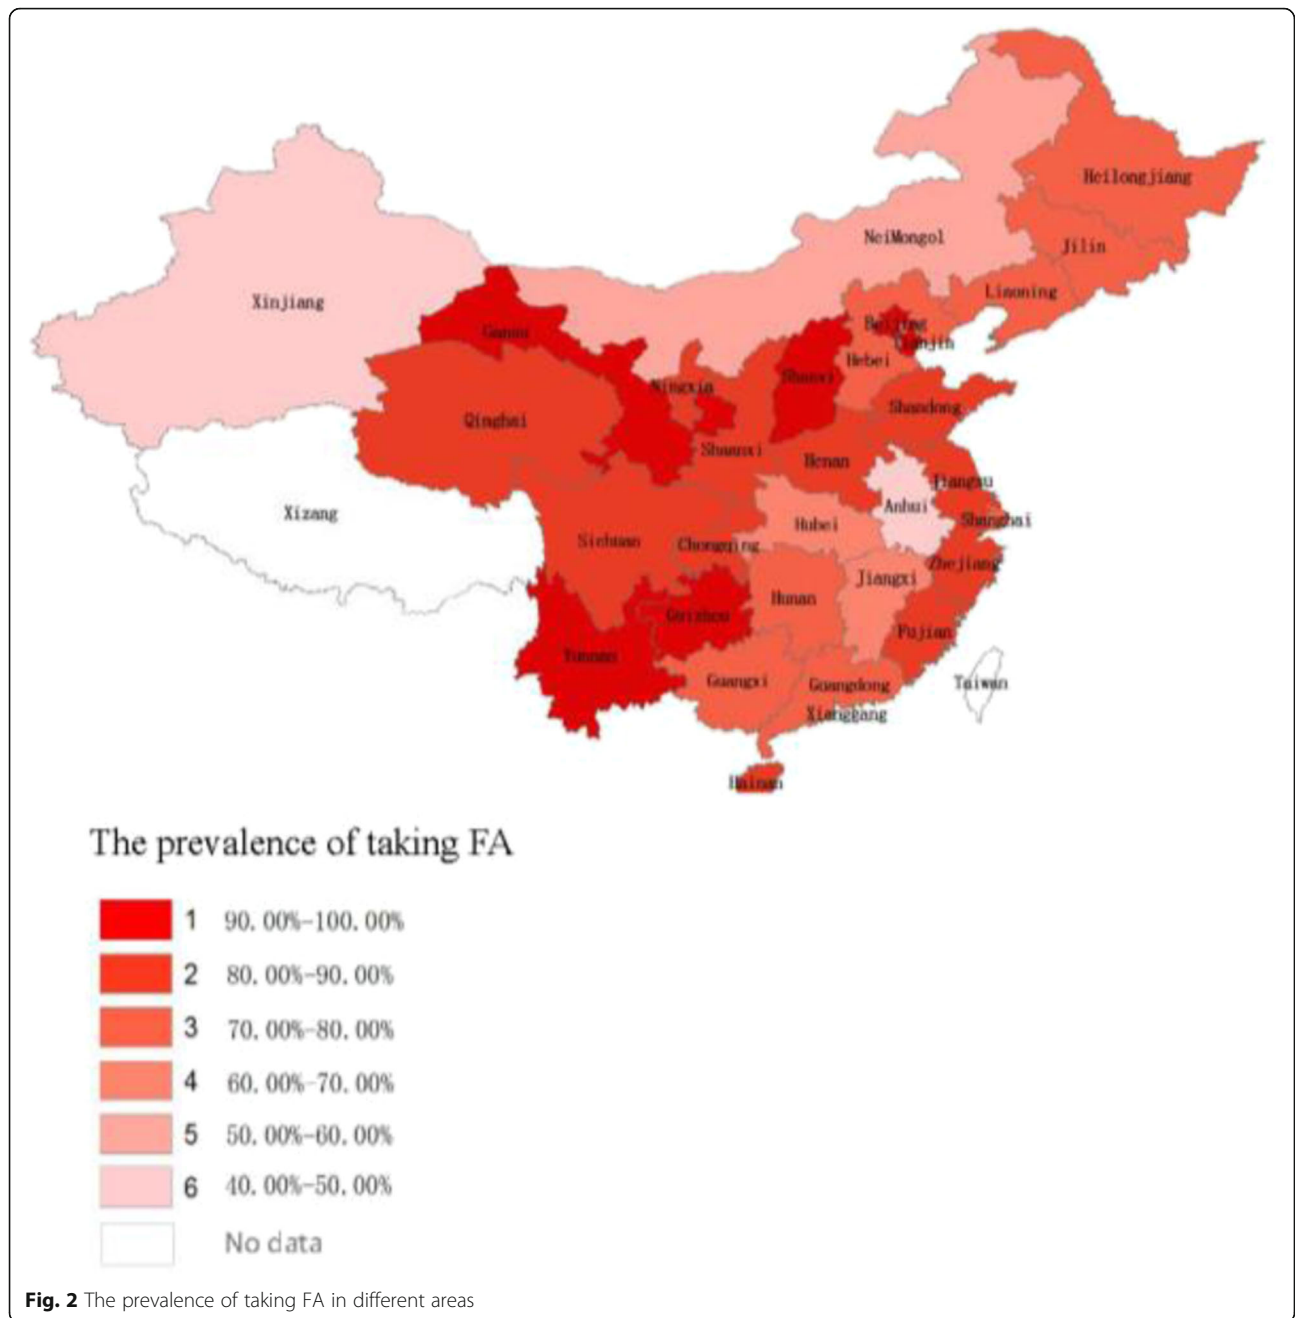 Heilongjiang
NeiMongol
Jilin
Xinjiang
Liaoning
Gansu
Beijing
Tianjin
Hebei
Shanxi
Ningxia
Shandong
Qinghai
Shaanxi
Henan
Jiangsu
Anhui
Xizang
Shanghai
Hubei
Sichuan
Chongqing
Zhejiang
Jiangxi
Hunan
Guizhou
Fujian
Yunnan
Guangxi
Guangdong
Taiwan
Xianggang
Hainan
The prevalence of taking FA
1 90.00%-100.00%
2 80.00%-90.00%
3 70.00%-80.00%
4 60.00%-70.00%
5 50.00%-60.00%
6 40.00%-50.00%
No data
Fig. 2 The prevalence of taking FA in different areas